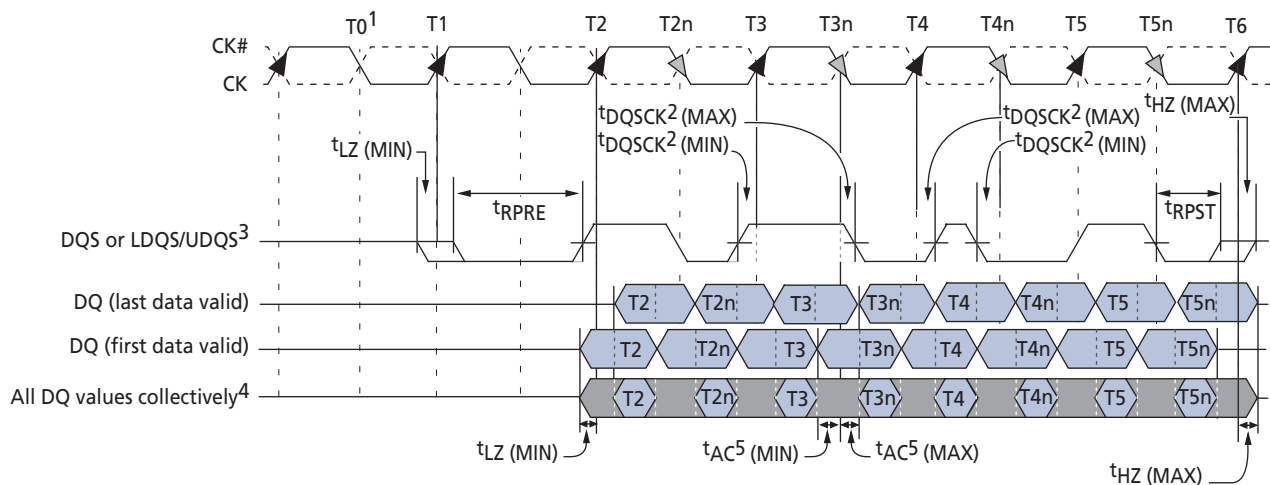 T0¹ T1 T2 T2n T3 T3n T4 T4n T5 T5n T6
CK#
CK
tDQSCK² (MAX) tDQSCK² (MAX) tHZ (MAX)
tLZ (MIN) tDQSCK² (MIN) tDQSCK² (MIN)
tRPRE tRPST
DQS or LDQS/UDQS³
DQ (last data valid) T2 T2n T3 T3n T4 T4n T5 T5n
DQ (first data valid) T2 T2n T3 T3n T4 T4n T5 T5n
All DQ values collectively⁴ T2 T2n T3 T3n T4 T4n T5 T5n
tLZ (MIN) tAC⁵ (MIN) tAC⁵ (MAX)
tHZ (MAX)